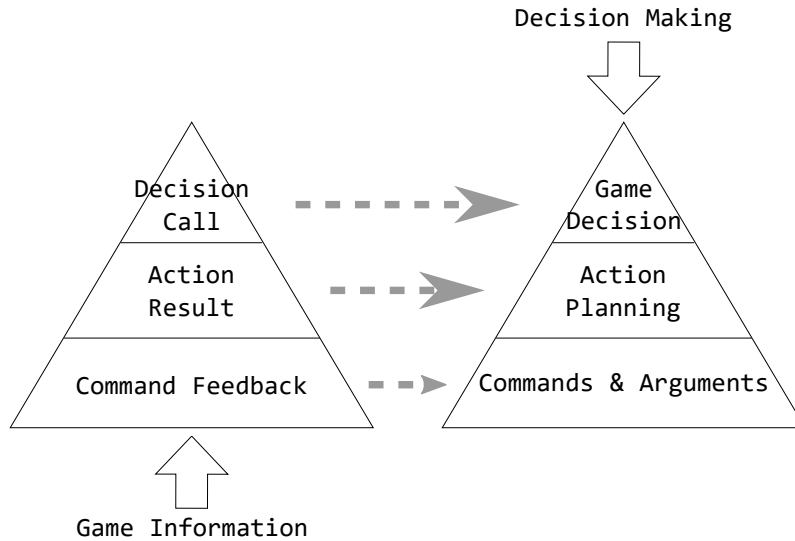 Decision Making
Decision
Call
Action
Result
Command Feedback
Game Information
Game
Decision
Action
Planning
Commands & Arguments